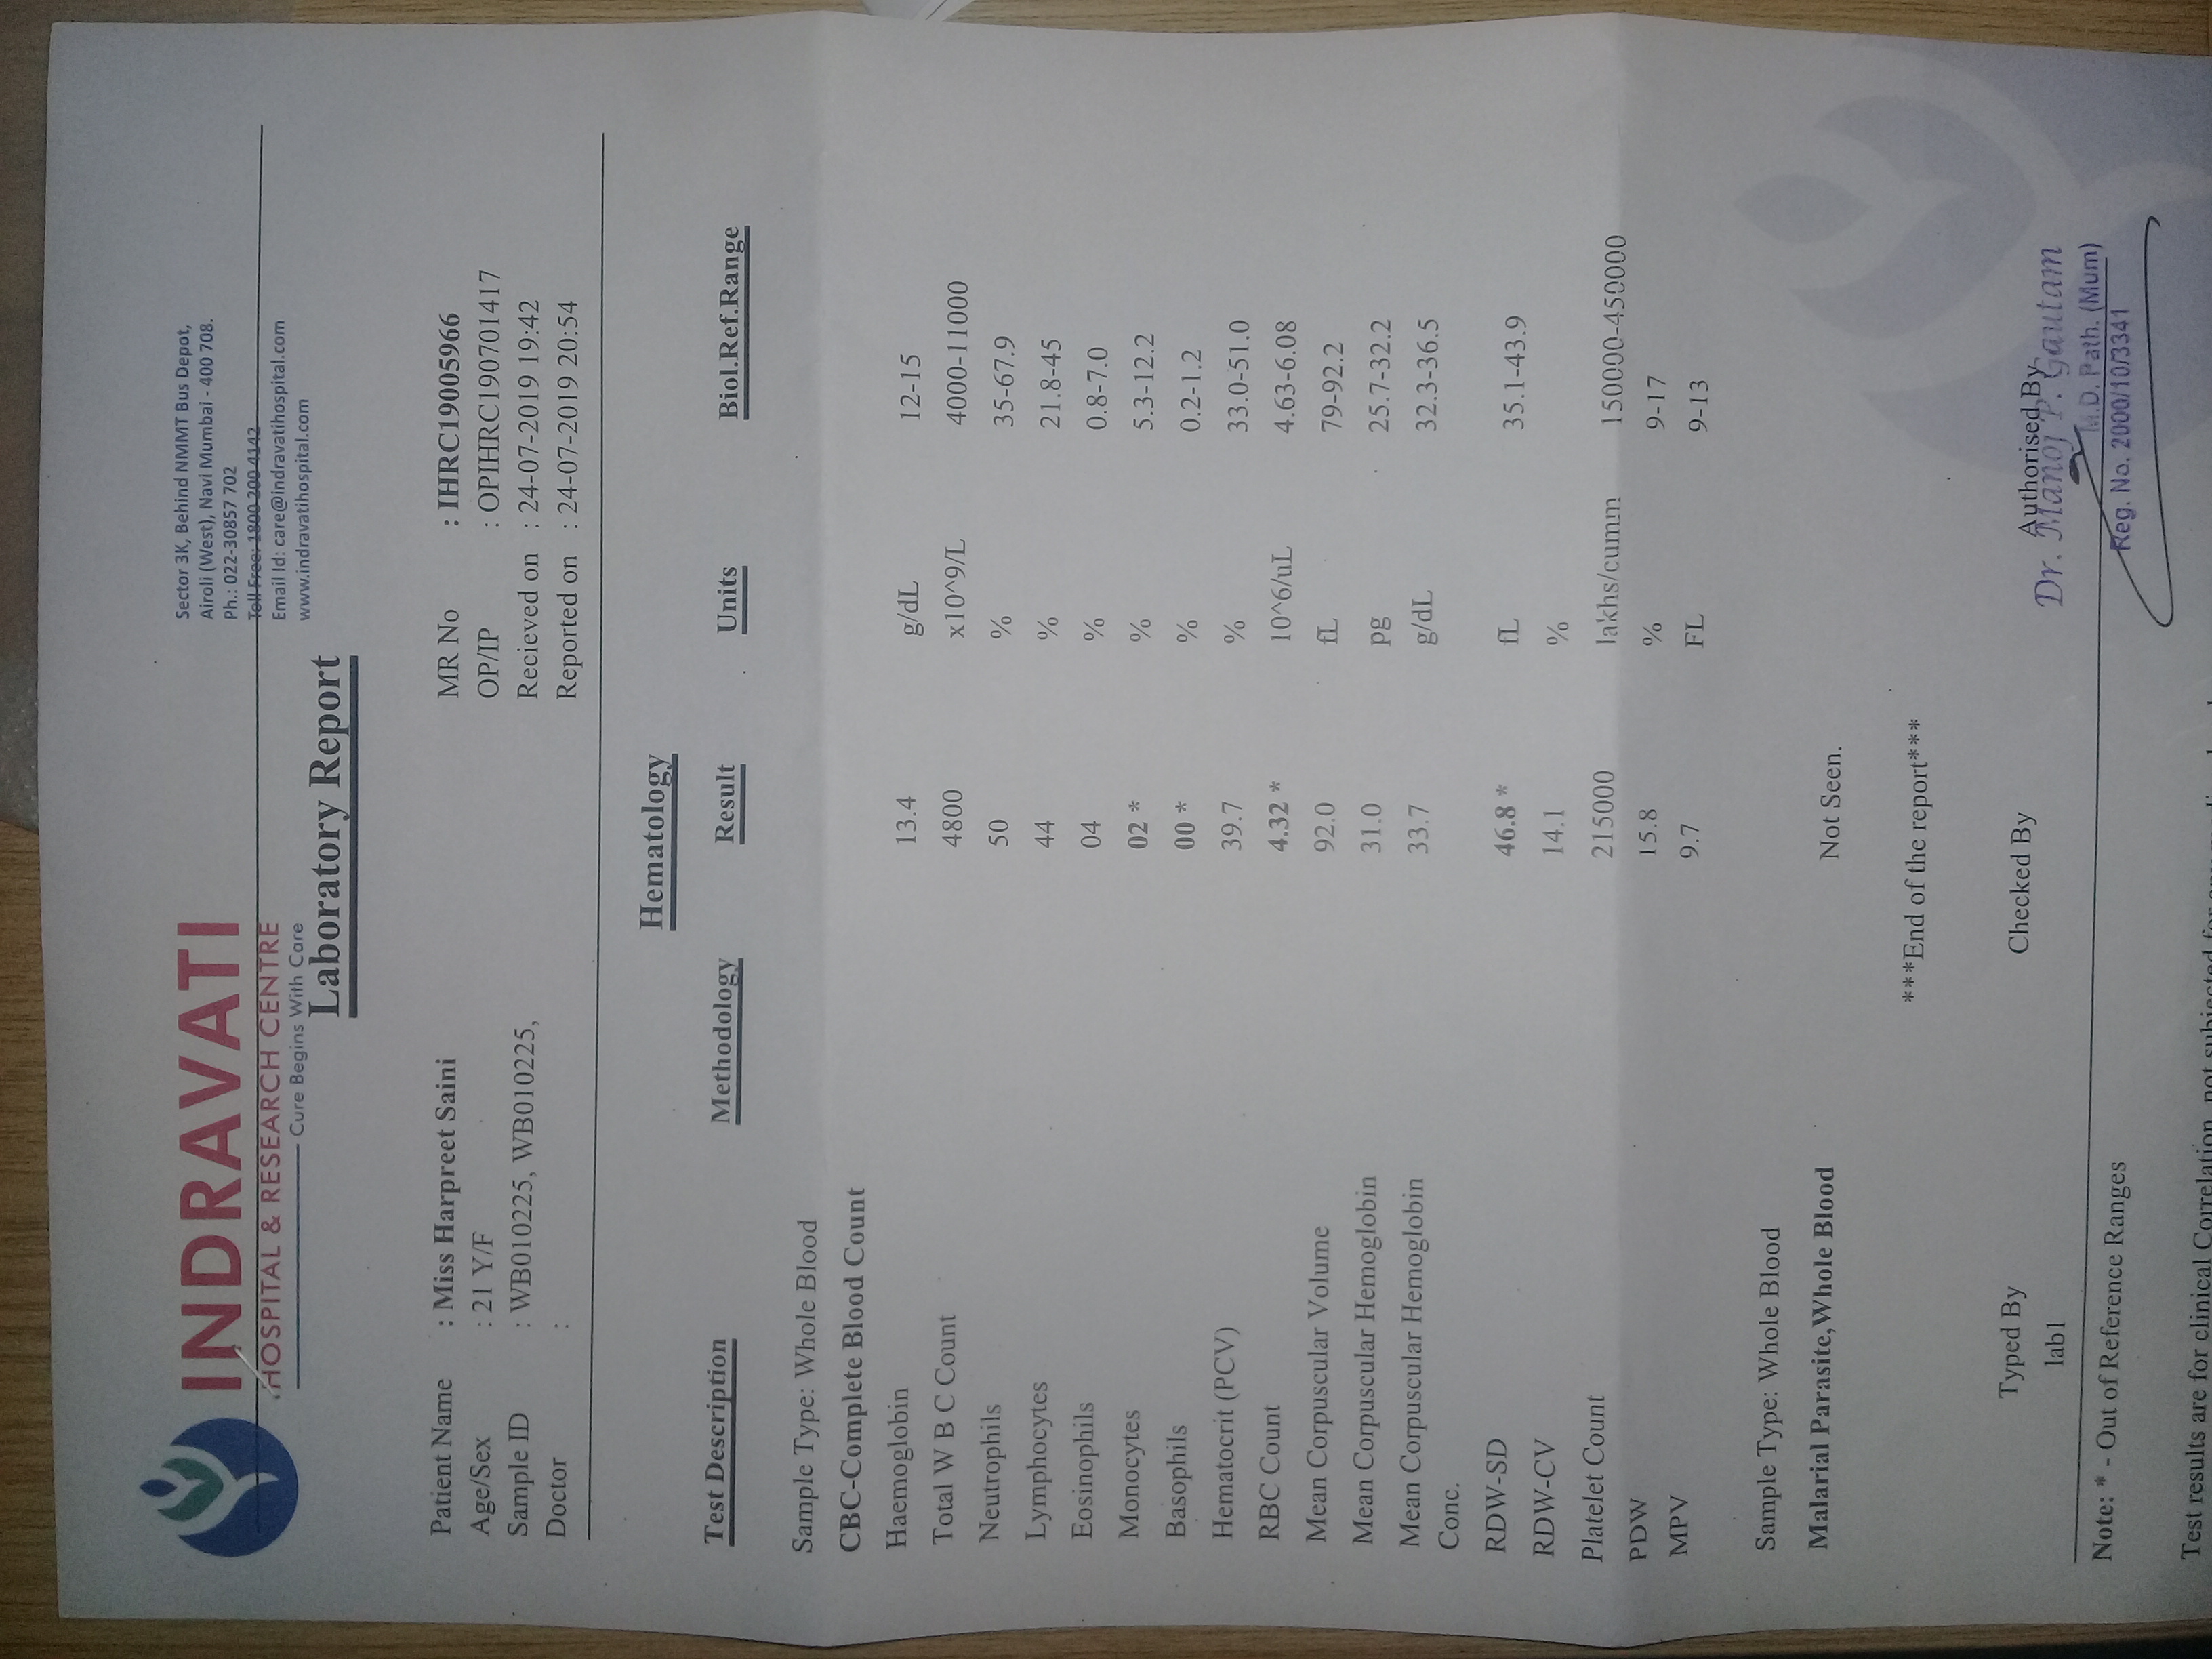 INDRAVATI
HOSPITAL & RESEARCH CENTRE
Cure Begins With Care
Sector 3K, Behind NMMT Bus Depot,
Airoli (West), Navi Mumbai - 400 708.
Ph.: 022-30857 702
Toll Free: 1800 200 4142
Email Id: care@indravatihospital.com
www.indravatihospital.com
Laboratory Report
Patient Name : Miss Harpreet Saini MR No : IHRC19005966
Age/Sex : 21 Y/F OP/IP : OPIHRC190701417
Sample ID : WB010225, WB010225, Recieved on : 24-07-2019 19:42
Doctor : Reported on : 24-07-2019 20:54
Hematology
Test Description Methodology Result Units Biol.Ref.Range
Sample Type: Whole Blood
CBC-Complete Blood Count
Haemoglobin 13.4 g/dL 12-15
Total W B C Count 4800 x10^9/L 4000-11000
Neutrophils 50 % 35-67.9
Lymphocytes 44 % 21.8-45
Eosinophils 04 % 0.8-7.0
Monocytes 02 * % 5.3-12.2
Basophils 00 * % 0.2-1.2
Hematocrit (PCV) 39.7 % 33.0-51.0
RBC Count 4.32 * 10^6/uL 4.63-6.08
Mean Corpuscular Volume 92.0 fL 79-92.2
Mean Corpuscular Hemoglobin 31.0 pg 25.7-32.2
Mean Corpuscular Hemoglobin 33.7 g/dL 32.3-36.5
Conc.
RDW-SD 46.8 * fL 35.1-43.9
RDW-CV 14.1 %
Platelet Count 215000 lakhs/cumm 150000-450000
PDW 15.8 % 9-17
MPV 9.7 FL 9-13
Sample Type: Whole Blood
Malarial Parasite,Whole Blood Not Seen.
***End of the report***
Typed By Checked By Authorised By
lab1 Dr. Manoj P. Gautam
M.D. Path. (Mum)
Note: * - Out of Reference Ranges Reg. No. 2000/10/3341
Test results are for clinical Correlation, not subjected for any